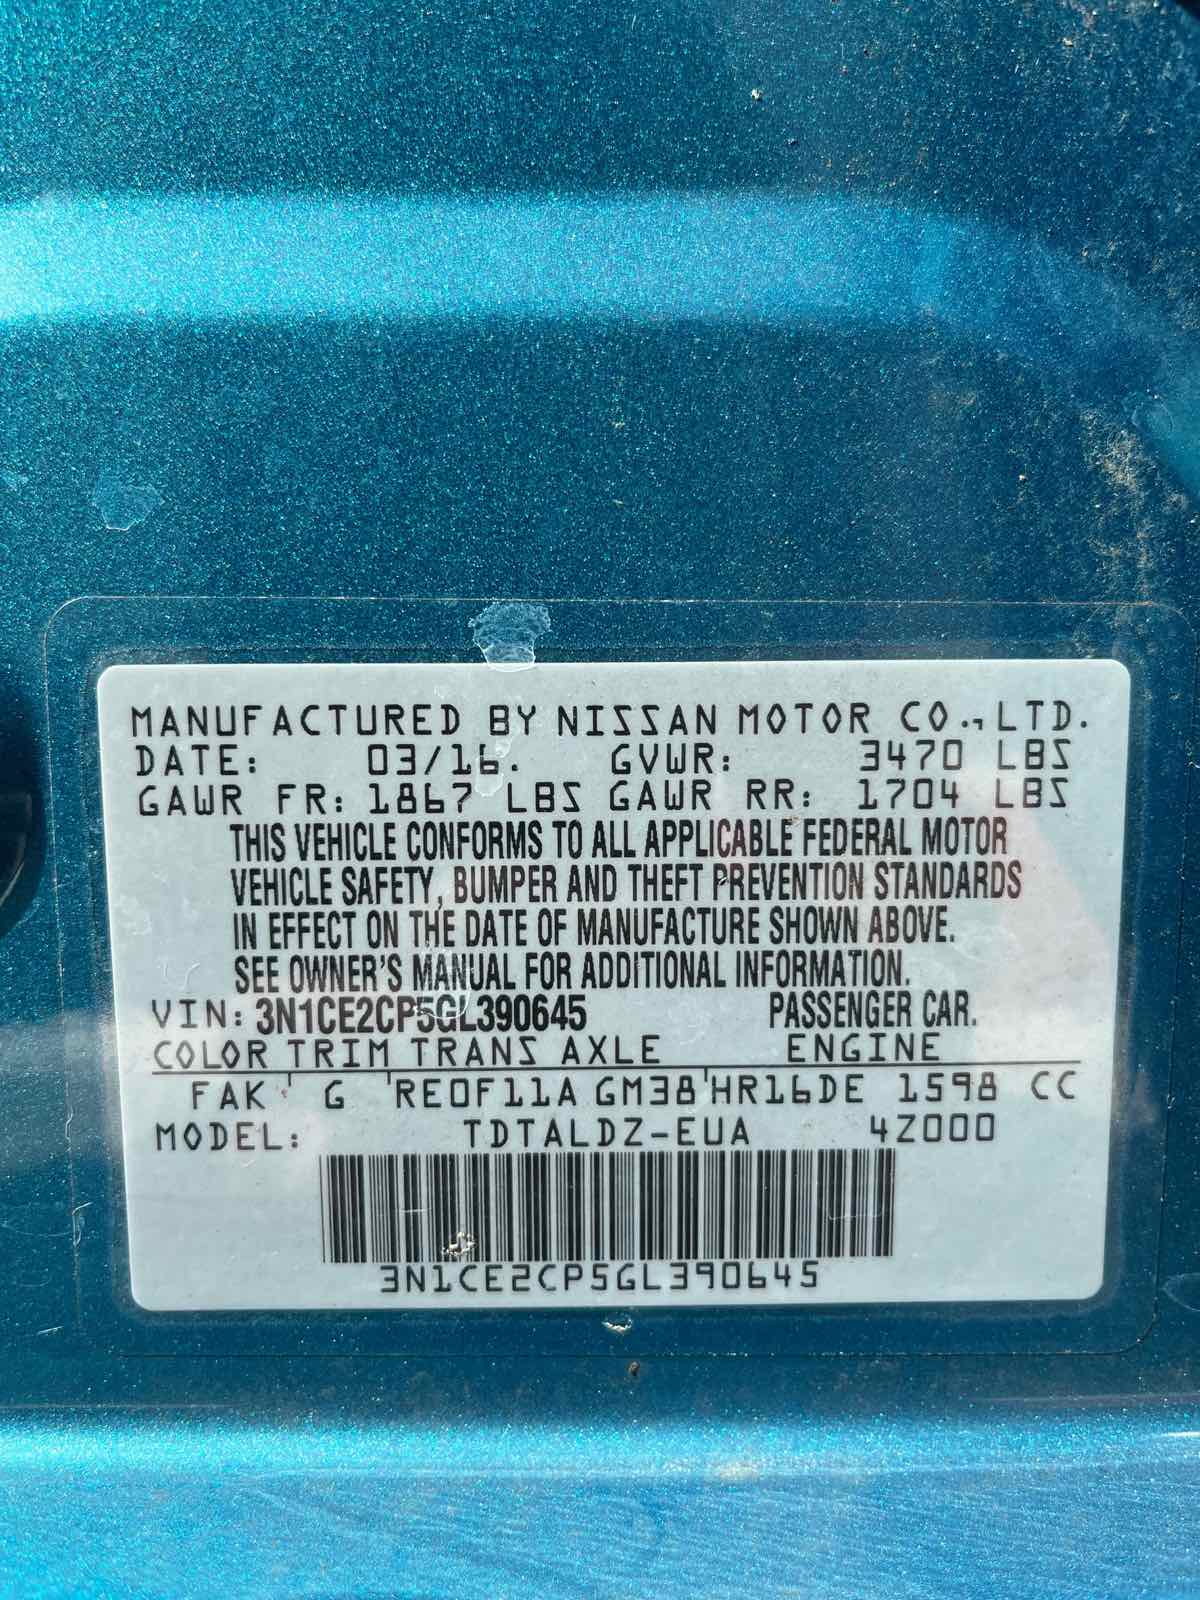 MANUFACTURED BY NISSAN MOTOR CO., LTD.
DATE: 03/16. GVWR: 3470 LBS
GAWR FR: 1867 LBS GAWR RR: 1704 LBS
THIS VEHICLE CONFORMS TO ALL APPLICABLE FEDERAL MOTOR
VEHICLE SAFETY, BUMPER AND THEFT PREVENTION STANDARDS
IN EFFECT ON THE DATE OF MANUFACTURE SHOWN ABOVE.
SEE OWNER'S MANUAL FOR ADDITIONAL INFORMATION.
VIN: 3N1CE2CP5GL390645 PASSENGER CAR.
COLOR TRIM TRANS AXLE ENGINE
FAK G RE0F11A GM38 HR16DE 1598 CC
MODEL: TDTALDZ-EUA 4Z000
3N1CE2CP5GL390645